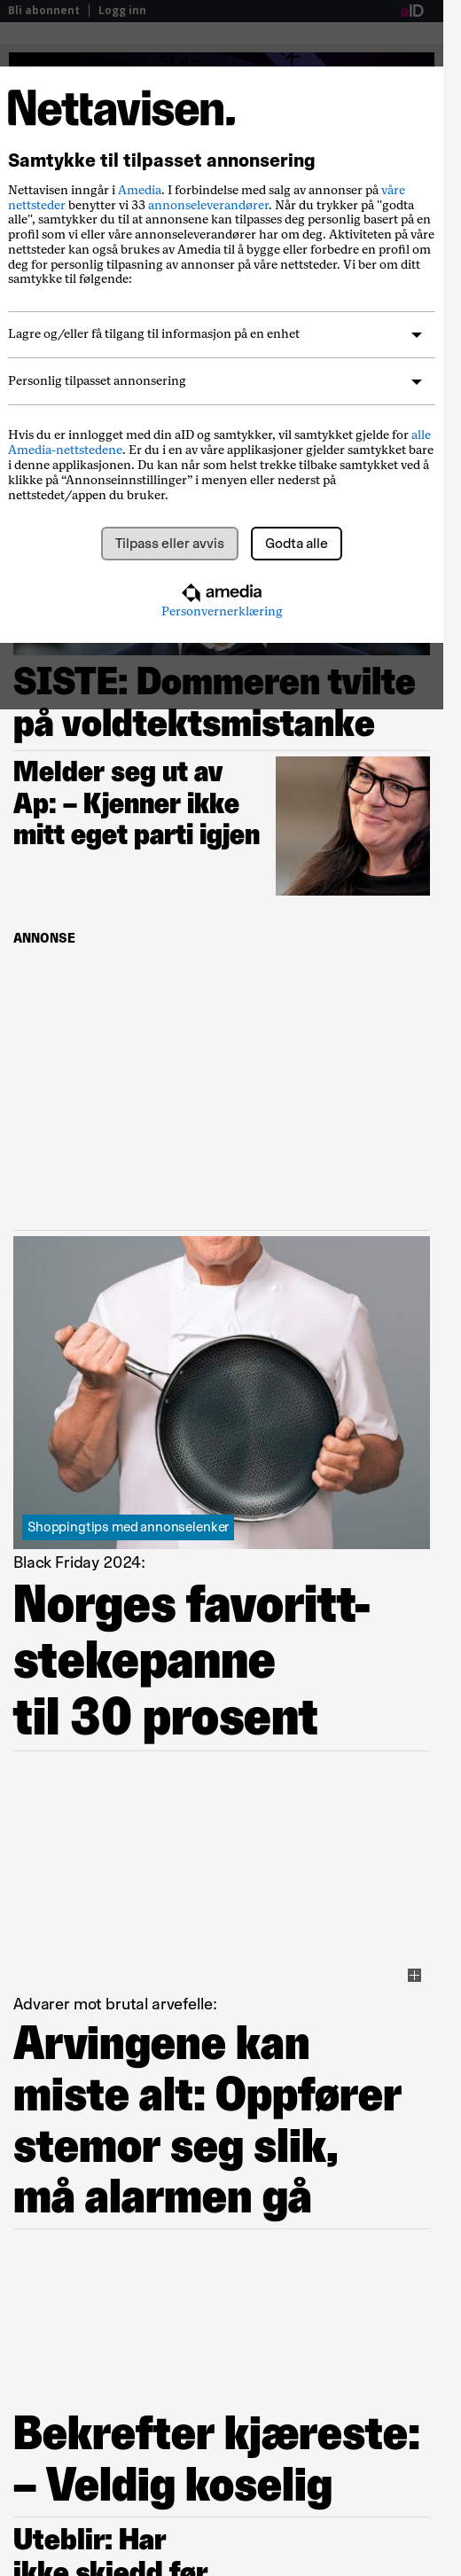 Bli abonnent | Logg inn
aID
Nettavisen.
Samtykke til tilpasset annonsering
Nettavisen inngår i Amedia. I forbindelse med salg av annonser på våre
nettsteder benytter vi 33 annonseleverandører. Når du trykker på "godta
alle", samtykker du til at annonsene kan tilpasses deg personlig basert på en
profil som vi eller våre annonseleverandører har om deg. Aktiviteten på våre
nettsteder kan også brukes av Amedia til å bygge eller forbedre en profil om
deg for personlig tilpasning av annonser på våre nettsteder. Vi ber om ditt
samtykke til følgende:
Lagre og/eller få tilgang til informasjon på en enhet
Personlig tilpasset annonsering
Hvis du er innlogget med din aID og samtykker, vil samtykket gjelde for alle
Amedia-nettstedene. Er du i en av våre applikasjoner gjelder samtykket bare
i denne applikasjonen. Du kan når som helst trekke tilbake samtykket ved å
klikke på “Annonseinnstillinger” i menyen eller nederst på
nettstedet/appen du bruker.
Tilpass eller avvis
Godta alle
amedia
Personvernerklæring
SISTE: Dommeren tvilte
på voldtektsmistanke
Melder seg ut av
Ap: – Kjenner ikke
mitt eget parti igjen
ANNONSE
Shoppingtips med annonselenker
Black Friday 2024:
Norges favoritt-
stekepanne
til 30 prosent
Advarer mot brutal arvefelle:
Arvingene kan
miste alt: Oppfører
stemor seg slik,
må alarmen gå
Bekrefter kjæreste:
– Veldig koselig
Uteblir: Har
ikke skjedd før